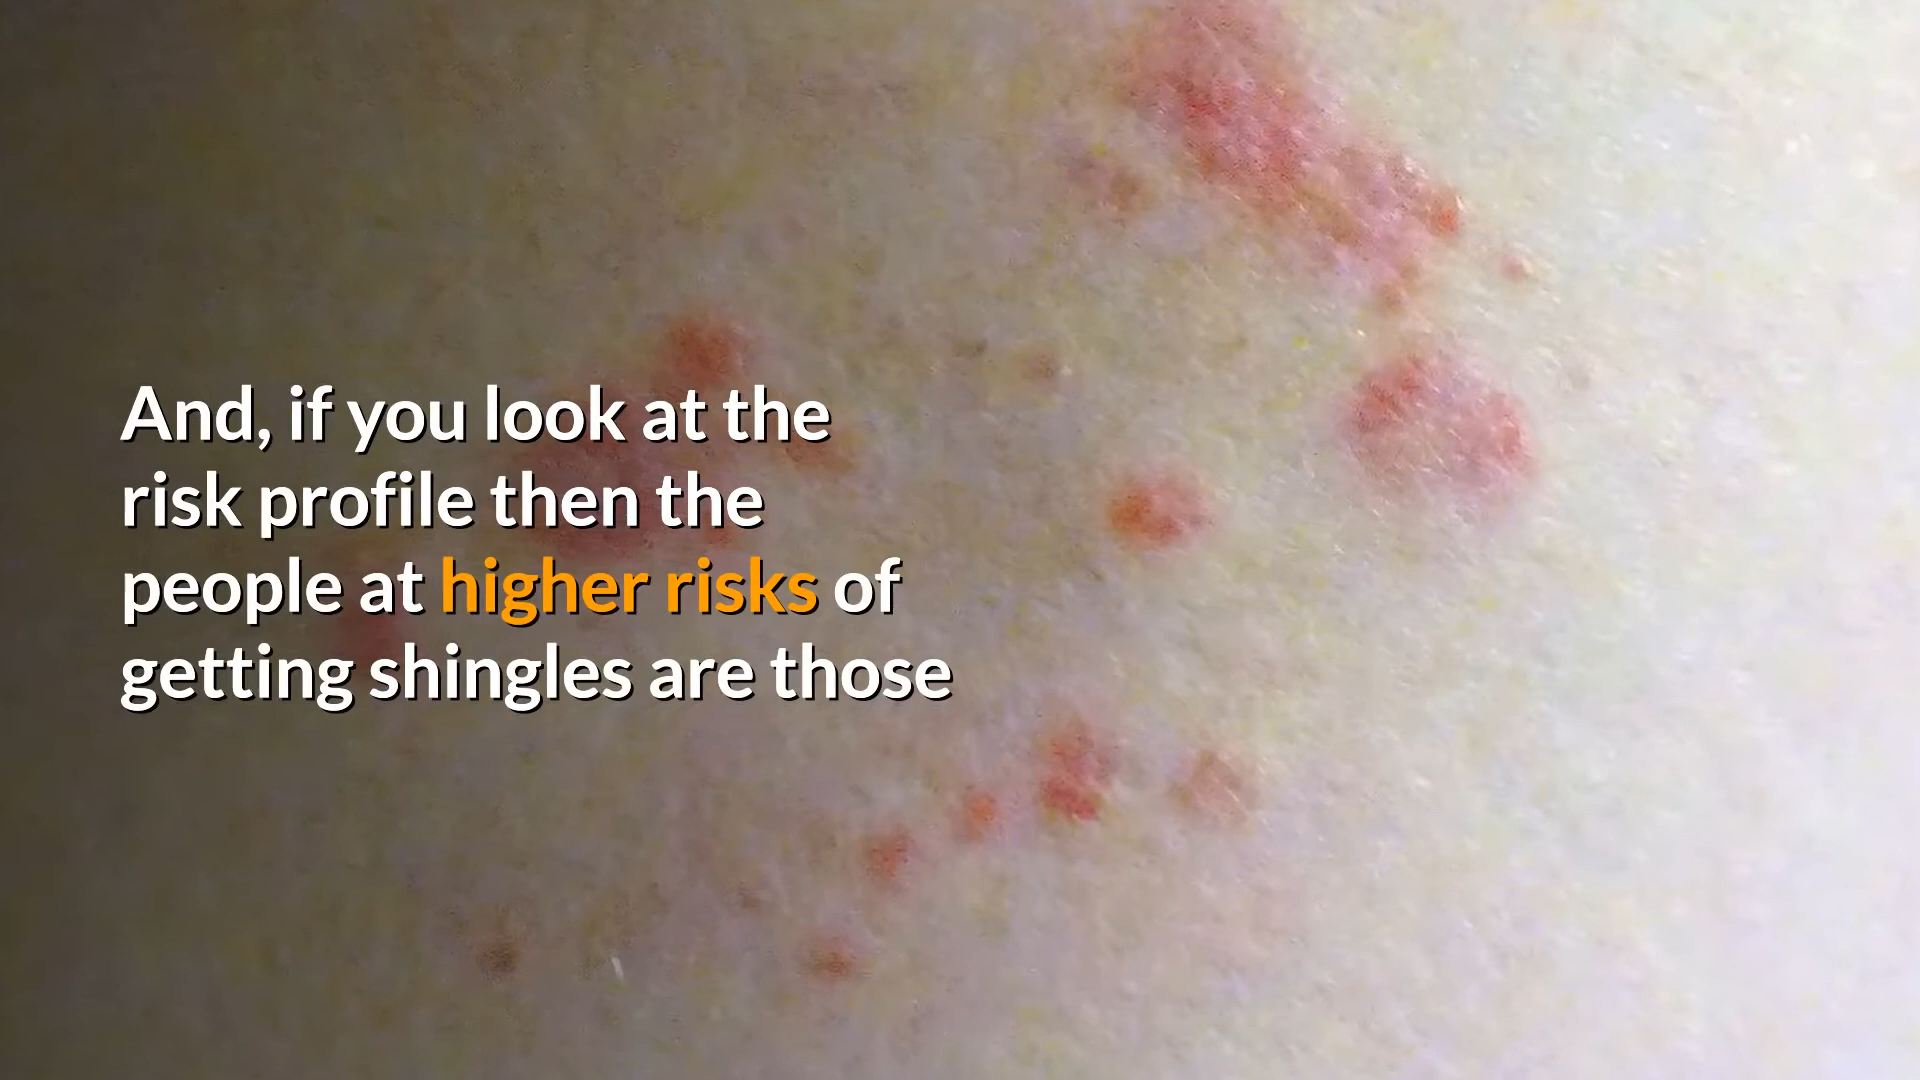 And, if you look at the
risk profile then the
people at higher risks of
getting shingles are those